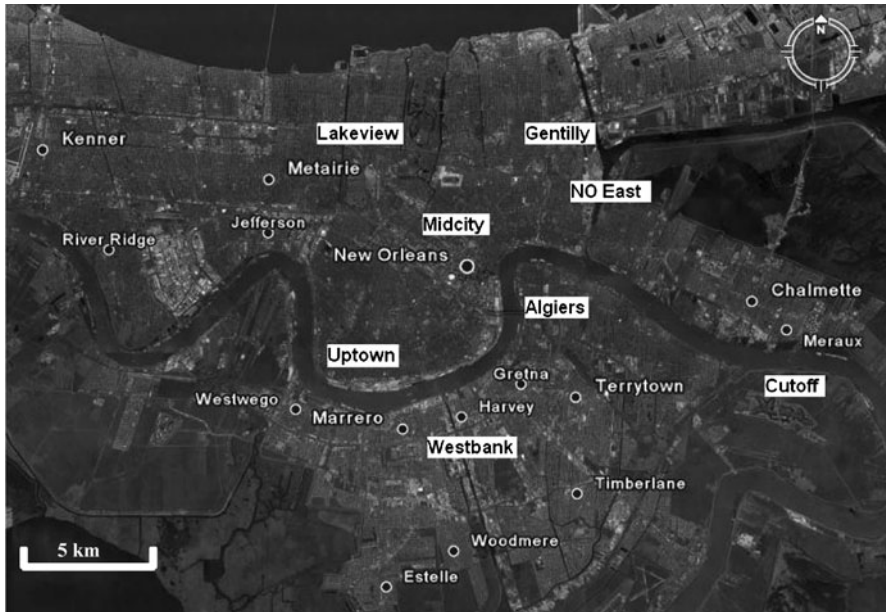 N
Lakeview
Gentilly
Kenner
Metairie
NO East
Midcity
Jefferson
River Ridge
New Orleans
Chalmette
Algiers
Meraux
Uptown
Gretna
Terrytown
Cutoff
Westwego
Marrero
Harvey
Westbank
Timberlane
Woodmere
5 km
Estelle